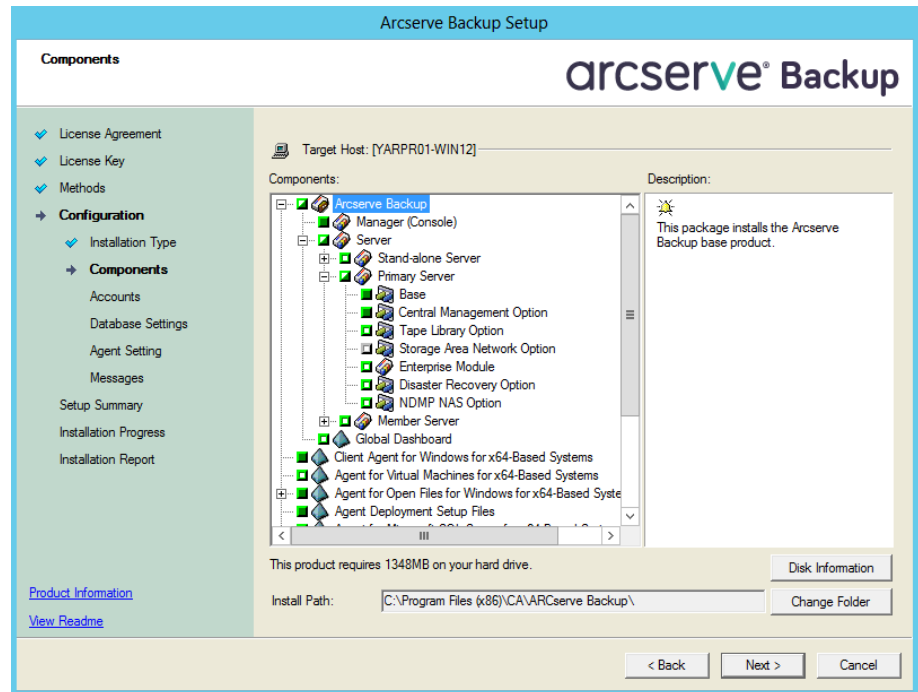 Arcserve Backup Setup
Components
arcserve® Backup
License Agreement
License Key
Methods
Configuration
Installation Type
Components
Accounts
Database Settings
Agent Setting
Messages
Setup Summary
Installation Progress
Installation Report
Product Information
View Readme
Target Host: [YARPR01-WIN12]
Components:
Arcserve Backup
Manager (Console)
Server
Stand-alone Server
Primary Server
Base
Central Management Option
Tape Library Option
Storage Area Network Option
Enterprise Module
Disaster Recovery Option
NDMP NAS Option
Member Server
Global Dashboard
Client Agent for Windows for x64-Based Systems
Agent for Virtual Machines for x64-Based Systems
Agent for Open Files for Windows for x64-Based Syste
Agent Deployment Setup Files
Description:
This package installs the Arcserve
Backup base product.
This product requires 1348MB on your hard drive.
Disk Information
Install Path:
C:\Program Files (x86)\CA\ARCserve Backup\
Change Folder
< Back
Next >
Cancel